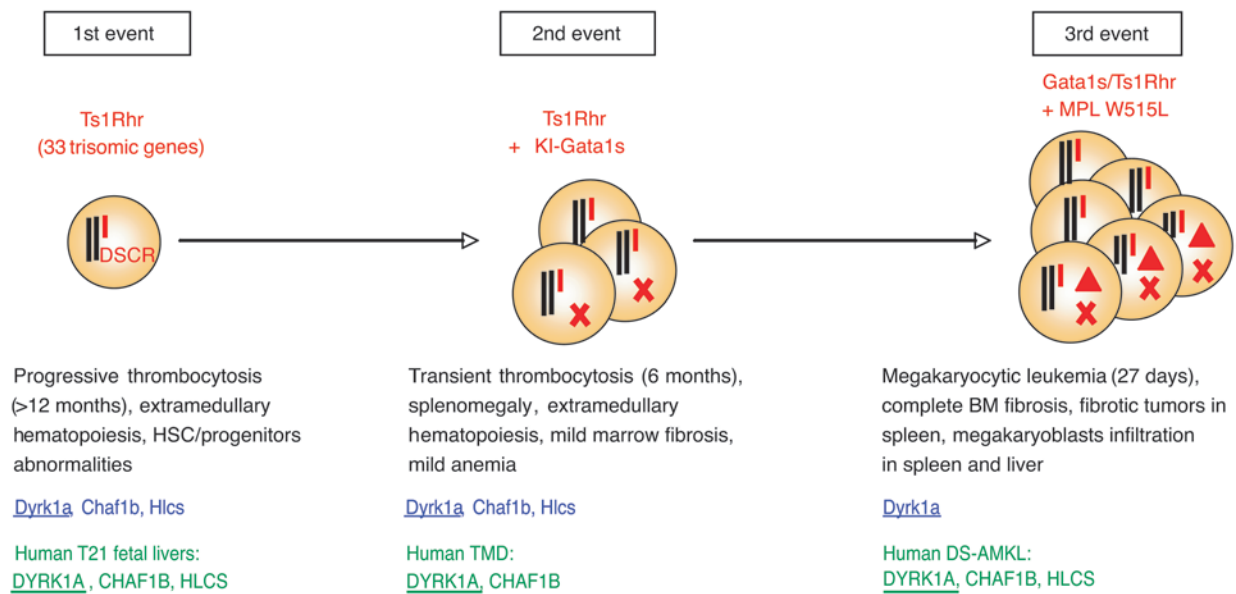 1st event
2nd event
3rd event
Ts1Rhr
(33 trisomic genes)
Ts1Rhr
+ KI-Gata1s
Gata1s/Ts1Rhr
+ MPL W515L
DSCR
Progressive thrombocytosis
(>12 months), extramedullary
hematopoiesis, HSC/progenitors
abnormalities
Dyrk1a, Chaf1b, Hlcs
Human T21 fetal livers:
DYRK1A , CHAF1B, HLCS
Transient thrombocytosis (6 months),
splenomegaly, extramedullary
hematopoiesis, mild marrow fibrosis,
mild anemia
Dyrk1a, Chaf1b, Hlcs
Human TMD:
DYRK1A, CHAF1B
Megakaryocytic leukemia (27 days),
complete BM fibrosis, fibrotic tumors in
spleen, megakaryoblasts infiltration
in spleen and liver
Dyrk1a
Human DS-AMKL:
DYRK1A, CHAF1B, HLCS